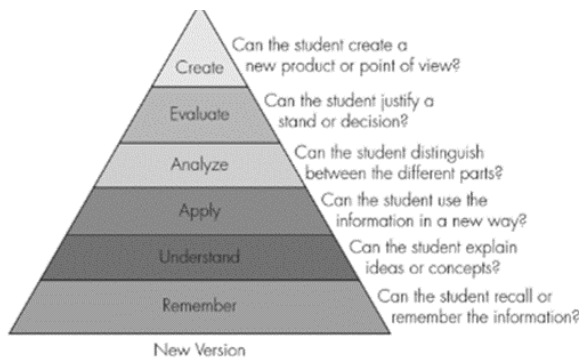 Can the student create a
new product or point of view?
Create
Can the student justify a
stand or decision?
Evaluate
Can the student distinguish
between the different parts?
Analyze
Can the student use the
information in a new way?
Apply
Can the student explain
ideas or concepts?
Understand
Can the student recall or
remember the information?
Remember
New Version